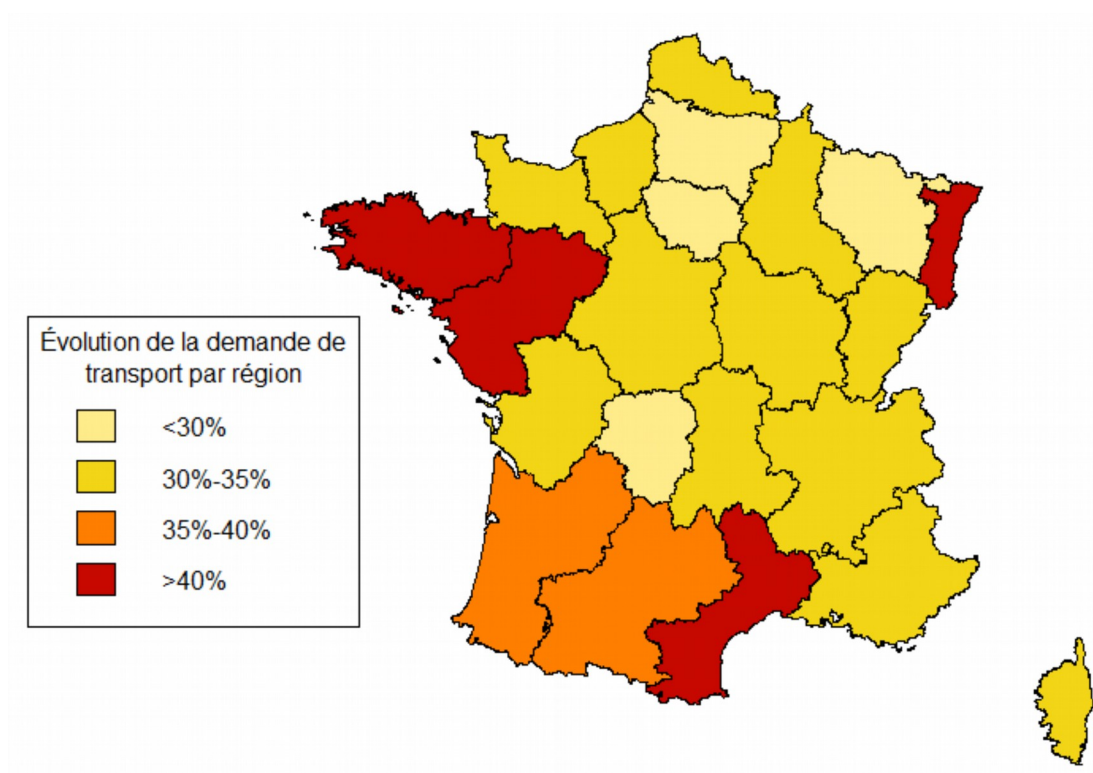 Évolution de la demande de
transport par région
<30%
30%-35%
35%-40%
>40%